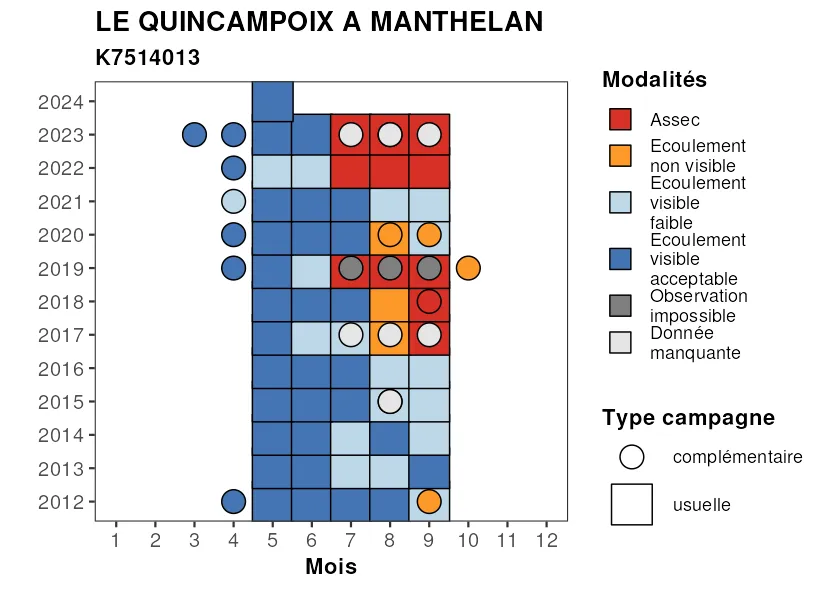 LE QUINCAMPOIX A MANTHELAN
K7514013
2024
2023
2022
2021
2020
2019
2018
2017
2016
2015
2014
2013
2012
1 2 3 4 5 6 7 8 9 10 11 12
Mois
Modalités
Assec
Ecoulement
non visible
Ecoulement
visible
faible
Ecoulement
visible
acceptable
Observation
impossible
Donnée
manquante
Type campagne
complémentaire
usuelle